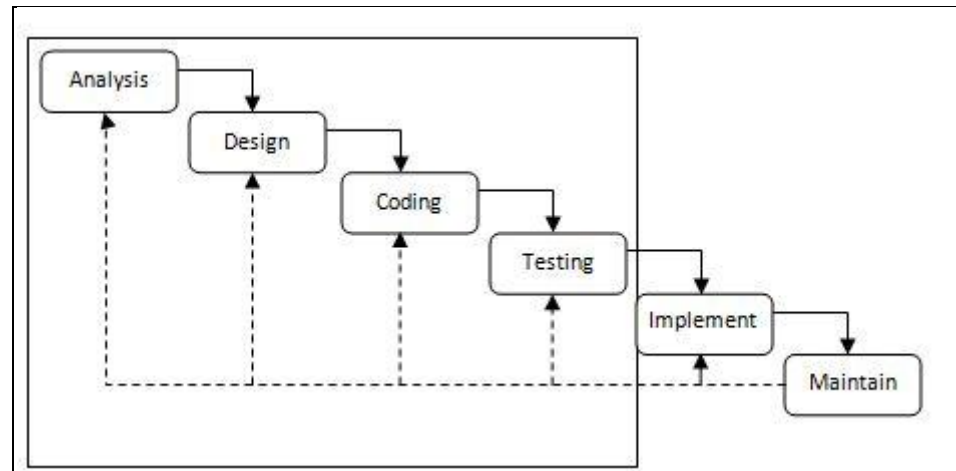 Analysis
Design
Coding
Testing
Implement
Maintain